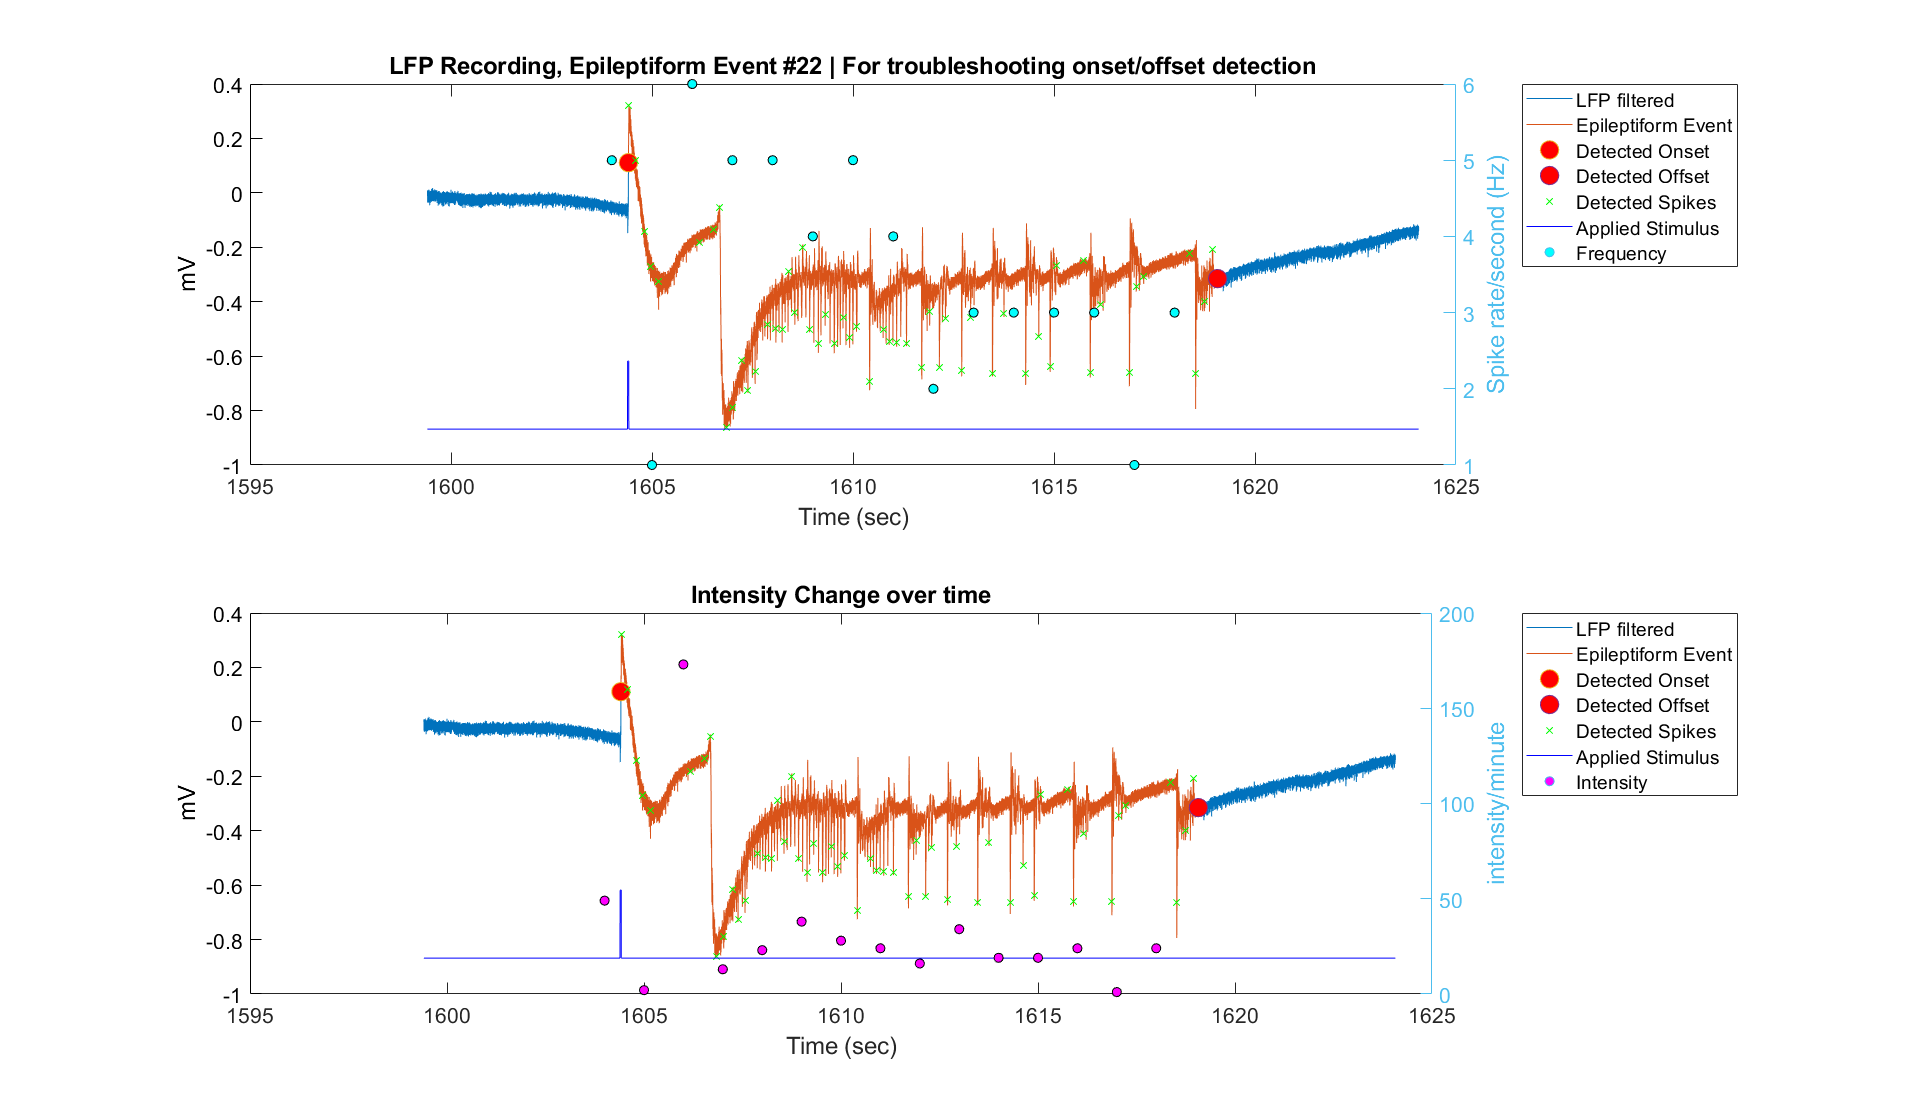 LFP Recording, Epileptiform Event #22 | For troubleshooting onset/offset detection
0.4
0.2
0
-0.2
-0.4
-0.6
-0.8
-1
mV
1595
1600
1605
1610
1615
1620
1625
Time (sec)
6
5
4
3
2
1
Spike rate/second (Hz)
LFP filtered
Epileptiform Event
Detected Onset
Detected Offset
Detected Spikes
Applied Stimulus
Frequency
Intensity Change over time
0.4
0.2
0
-0.2
-0.4
-0.6
-0.8
-1
mV
1595
1600
1605
1610
1615
1620
1625
Time (sec)
200
150
100
50
0
intensity/minute
LFP filtered
Epileptiform Event
Detected Onset
Detected Offset
Detected Spikes
Applied Stimulus
Intensity